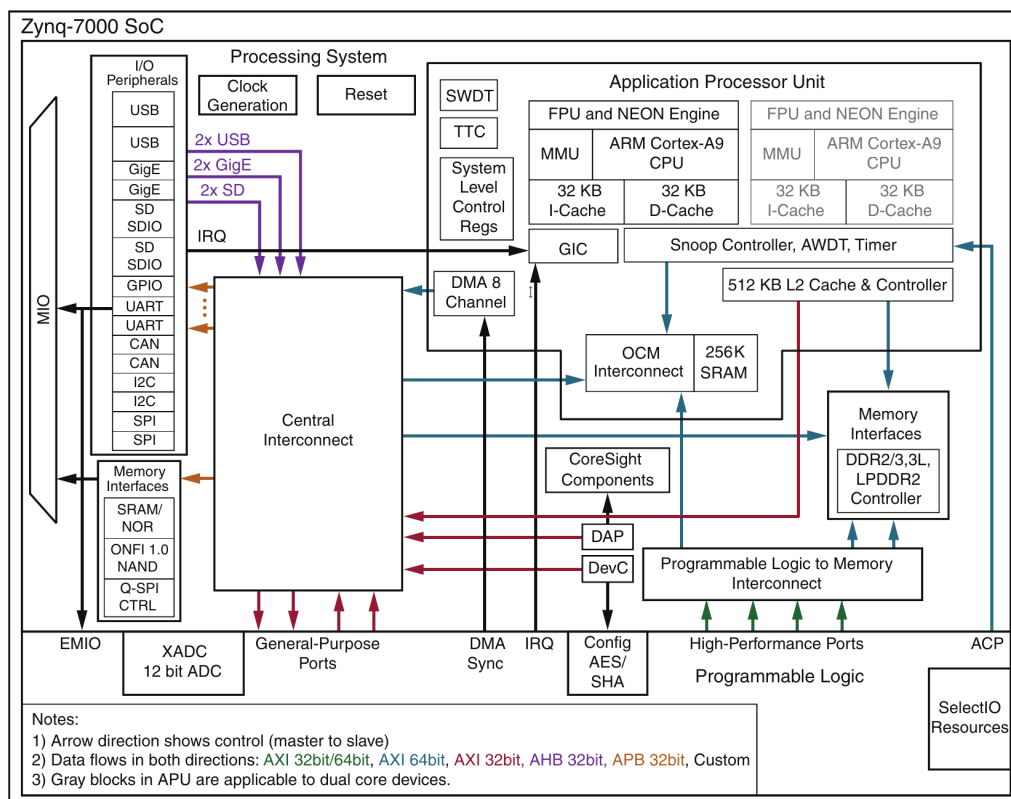 Zynq-7000 SoC
Processing System
I/O
Peripherals
USB
USB
GigE
GigE
SD
SDIO
SD
SDIO
GPIO
UART
UART
CAN
CAN
I2C
I2C
SPI
SPI
MIO
Clock
Generation
Reset
2x USB
2x GigE
2x SD
IRQ
Application Processor Unit
SWDT
TTC
System
Level
Control
Regs
FPU and NEON Engine
MMU
ARM Cortex-A9
CPU
32 KB
I-Cache
32 KB
D-Cache
FPU and NEON Engine
MMU
ARM Cortex-A9
CPU
32 KB
I-Cache
32 KB
D-Cache
GIC
Snoop Controller, AWDT, Timer
DMA 8
Channel
512 KB L2 Cache & Controller
OCM
Interconnect
256K
SRAM
Central
Interconnect
Memory
Interfaces
DDR2/3,3L,
LPDDR2
Controller
Memory
Interfaces
SRAM/
NOR
ONFI 1.0
NAND
Q-SPI
CTRL
CoreSight
Components
DAP
DevC
Programmable Logic to Memory
Interconnect
EMIO
XADC
12 bit ADC
General-Purpose
Ports
DMA
Sync
IRQ
Config
AES/
SHA
High-Performance Ports
ACP
Programmable Logic
SelectIO
Resources
Notes:
1) Arrow direction shows control (master to slave)
2) Data flows in both directions: AXI 32bit/64bit, AXI 64bit, AXI 32bit, AHB 32bit, APB 32bit, Custom
3) Gray blocks in APU are applicable to dual core devices.